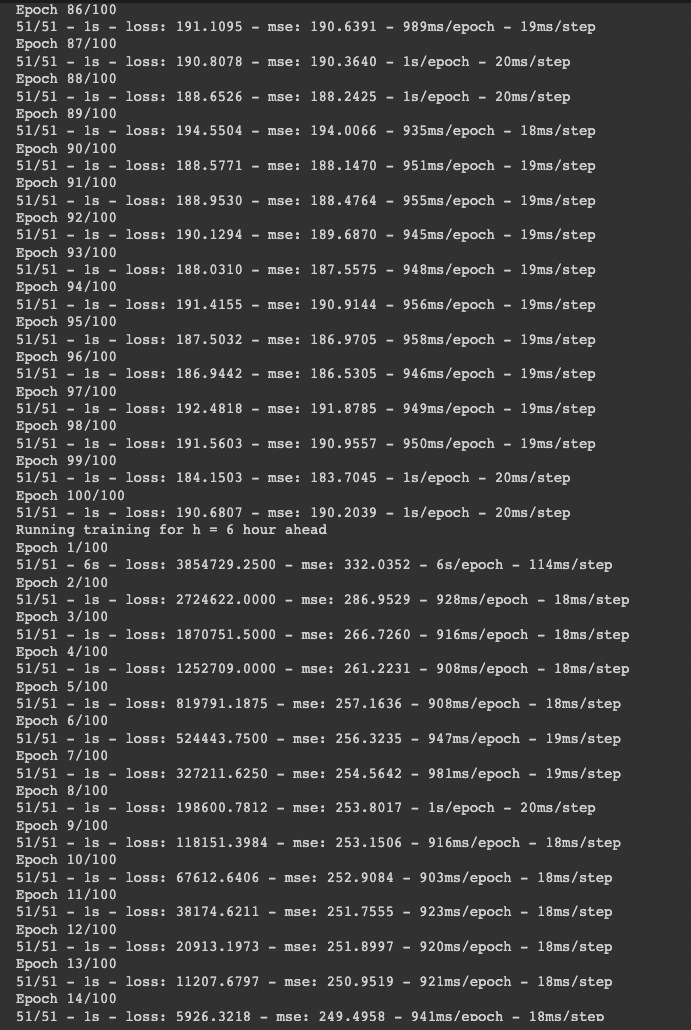 Epoch 86/100
51/51 - 1s - loss: 191.1095 - mse: 190.6391 - 989ms/epoch - 19ms/step
Epoch 87/100
51/51 - 1s - loss: 190.8078 - mse: 190.3640 - 1s/epoch - 20ms/step
Epoch 88/100
51/51 - 1s - loss: 188.6526 - mse: 188.2425 - 1s/epoch - 20ms/step
Epoch 89/100
51/51 - 1s - loss: 194.5504 - mse: 194.0066 - 935ms/epoch - 18ms/step
Epoch 90/100
51/51 - 1s - loss: 188.5771 - mse: 188.1470 - 951ms/epoch - 19ms/step
Epoch 91/100
51/51 - 1s - loss: 188.9530 - mse: 188.4764 - 955ms/epoch - 19ms/step
Epoch 92/100
51/51 - 1s - loss: 190.1294 - mse: 189.6870 - 945ms/epoch - 19ms/step
Epoch 93/100
51/51 - 1s - loss: 188.0310 - mse: 187.5575 - 948ms/epoch - 19ms/step
Epoch 94/100
51/51 - 1s - loss: 191.4155 - mse: 190.9144 - 956ms/epoch - 19ms/step
Epoch 95/100
51/51 - 1s - loss: 187.5032 - mse: 186.9705 - 958ms/epoch - 19ms/step
Epoch 96/100
51/51 - 1s - loss: 186.9442 - mse: 186.5305 - 946ms/epoch - 19ms/step
Epoch 97/100
51/51 - 1s - loss: 192.4818 - mse: 191.8785 - 949ms/epoch - 19ms/step
Epoch 98/100
51/51 - 1s - loss: 191.5603 - mse: 190.9557 - 950ms/epoch - 19ms/step
Epoch 99/100
51/51 - 1s - loss: 184.1503 - mse: 183.7045 - 1s/epoch - 20ms/step
Epoch 100/100
51/51 - 1s - loss: 190.6807 - mse: 190.2039 - 1s/epoch - 20ms/step
Running training for h = 6 hour ahead
Epoch 1/100
51/51 - 6s - loss: 3854729.2500 - mse: 332.0352 - 6s/epoch - 114ms/step
Epoch 2/100
51/51 - 1s - loss: 2724622.0000 - mse: 286.9529 - 928ms/epoch - 18ms/step
Epoch 3/100
51/51 - 1s - loss: 1870751.5000 - mse: 266.7260 - 916ms/epoch - 18ms/step
Epoch 4/100
51/51 - 1s - loss: 1252709.0000 - mse: 261.2231 - 908ms/epoch - 18ms/step
Epoch 5/100
51/51 - 1s - loss: 819791.1875 - mse: 257.1636 - 908ms/epoch - 18ms/step
Epoch 6/100
51/51 - 1s - loss: 524443.7500 - mse: 256.3235 - 947ms/epoch - 19ms/step
Epoch 7/100
51/51 - 1s - loss: 327211.6250 - mse: 254.5642 - 981ms/epoch - 19ms/step
Epoch 8/100
51/51 - 1s - loss: 198600.7812 - mse: 253.8017 - 1s/epoch - 20ms/step
Epoch 9/100
51/51 - 1s - loss: 118151.3984 - mse: 253.1506 - 916ms/epoch - 18ms/step
Epoch 10/100
51/51 - 1s - loss: 67612.6406 - mse: 252.9084 - 903ms/epoch - 18ms/step
Epoch 11/100
51/51 - 1s - loss: 38174.6211 - mse: 251.7555 - 923ms/epoch - 18ms/step
Epoch 12/100
51/51 - 1s - loss: 20913.1973 - mse: 251.8997 - 920ms/epoch - 18ms/step
Epoch 13/100
51/51 - 1s - loss: 11207.6797 - mse: 250.9519 - 921ms/epoch - 18ms/step
Epoch 14/100
51/51 - 1s - loss: 5926.3218 - mse: 249.4958 - 941ms/epoch - 18ms/step